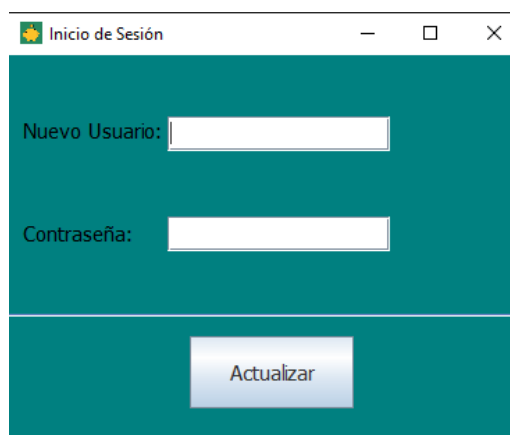 Inicio de Sesión
Nuevo Usuario:
Contraseña:
Actualizar